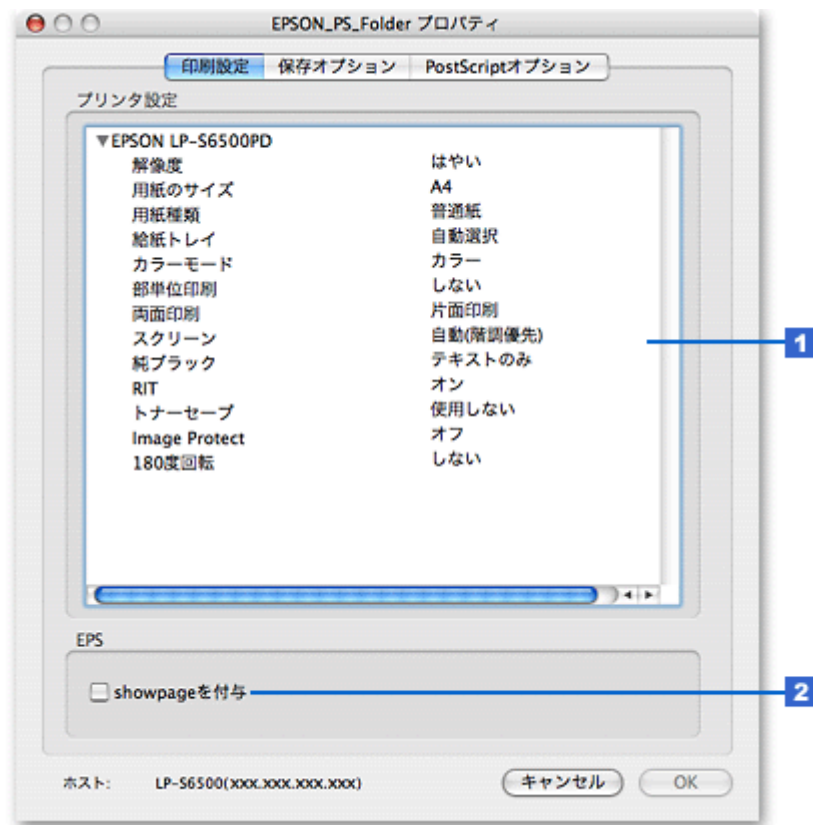 EPSON_PS_Folder プロパティ
印刷設定 保存オプション PostScriptオプション
プリンタ設定
▼EPSON LP-S6500PD
解像度 はやい
用紙のサイズ A4
用紙種類 普通紙
給紙トレイ 自動選択
カラーモード カラー
部単位印刷 しない
両面印刷 片面印刷
スクリーン 自動(階調優先)
純ブラック テキストのみ
RIT オン
トナーセーブ 使用しない
Image Protect オフ
180度回転 しない
1
EPS
showpageを付与
2
ホスト: LP-S6500(xxx.xxx.xxx.xxx) キャンセル OK